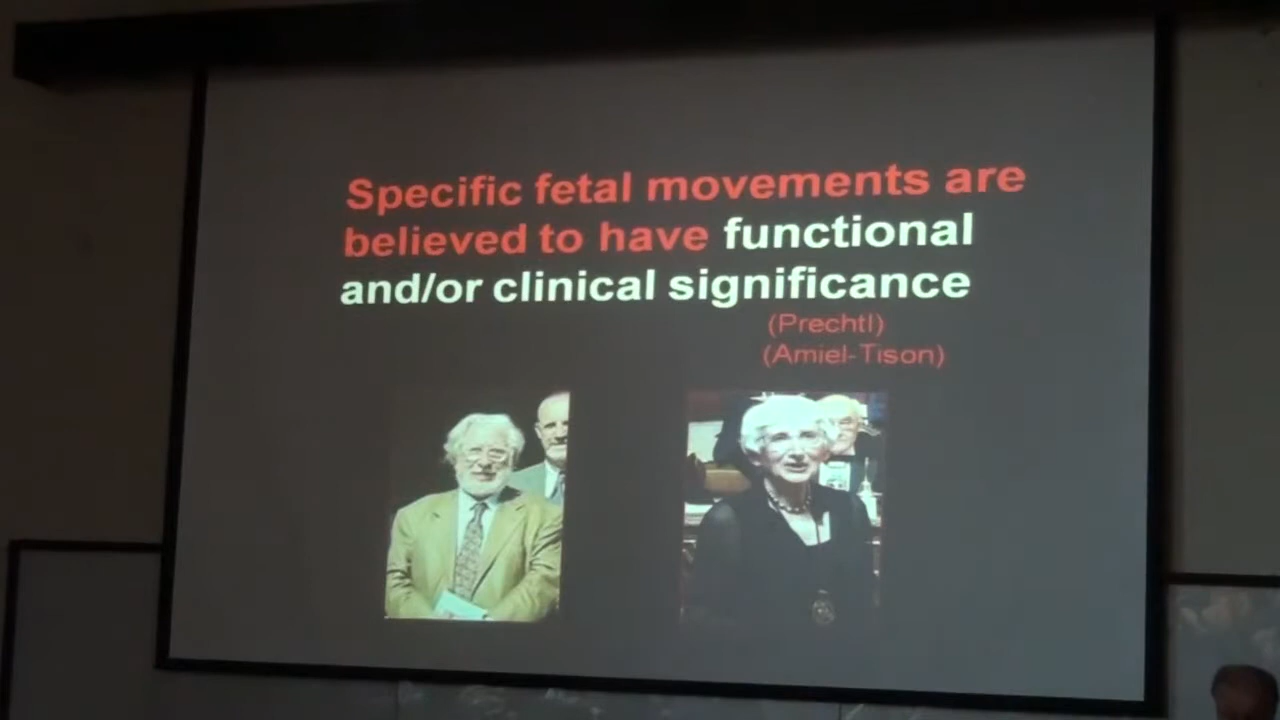 Specific fetal movements are
believed to have functional
and/or clinical significance
(Prechtl)
(Amiel-Tison)